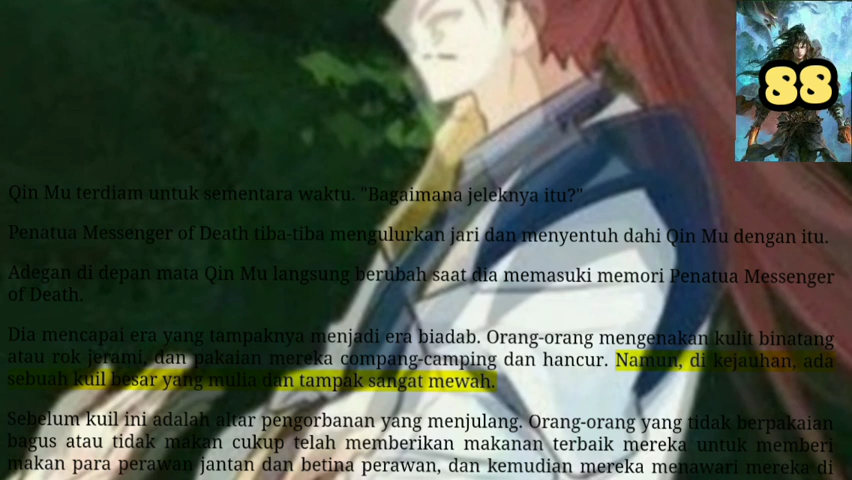 88
Qin Mu terdiam untuk sementara waktu. "Bagaimana jeleknya itu?"
Penatua Messenger of Death tiba-tiba mengulurkan jari dan menyentuh dahi Qin Mu dengan itu.
Adegan di depan mata Qin Mu langsung berubah saat dia memasuki memori Penatua Messenger
of Death.
Dia mencapai era yang tampaknya menjadi era biadab. Orang-orang mengenakan kulit binatang
atau rok jerami, dan pakaian mereka compang-camping dan hancur. Namun, di kejauhan, ada
sebuah kuil besar yang mulia dan tampak sangat mewah.
Sebelum kuil ini adalah altar pengorbanan yang menjulang. Orang-orang yang tidak berpakaian
bagus atau tidak makan cukup telah memberikan makanan terbaik mereka untuk memberi
makan para perawan jantan dan betina perawan, dan kemudian mereka menawari mereka di